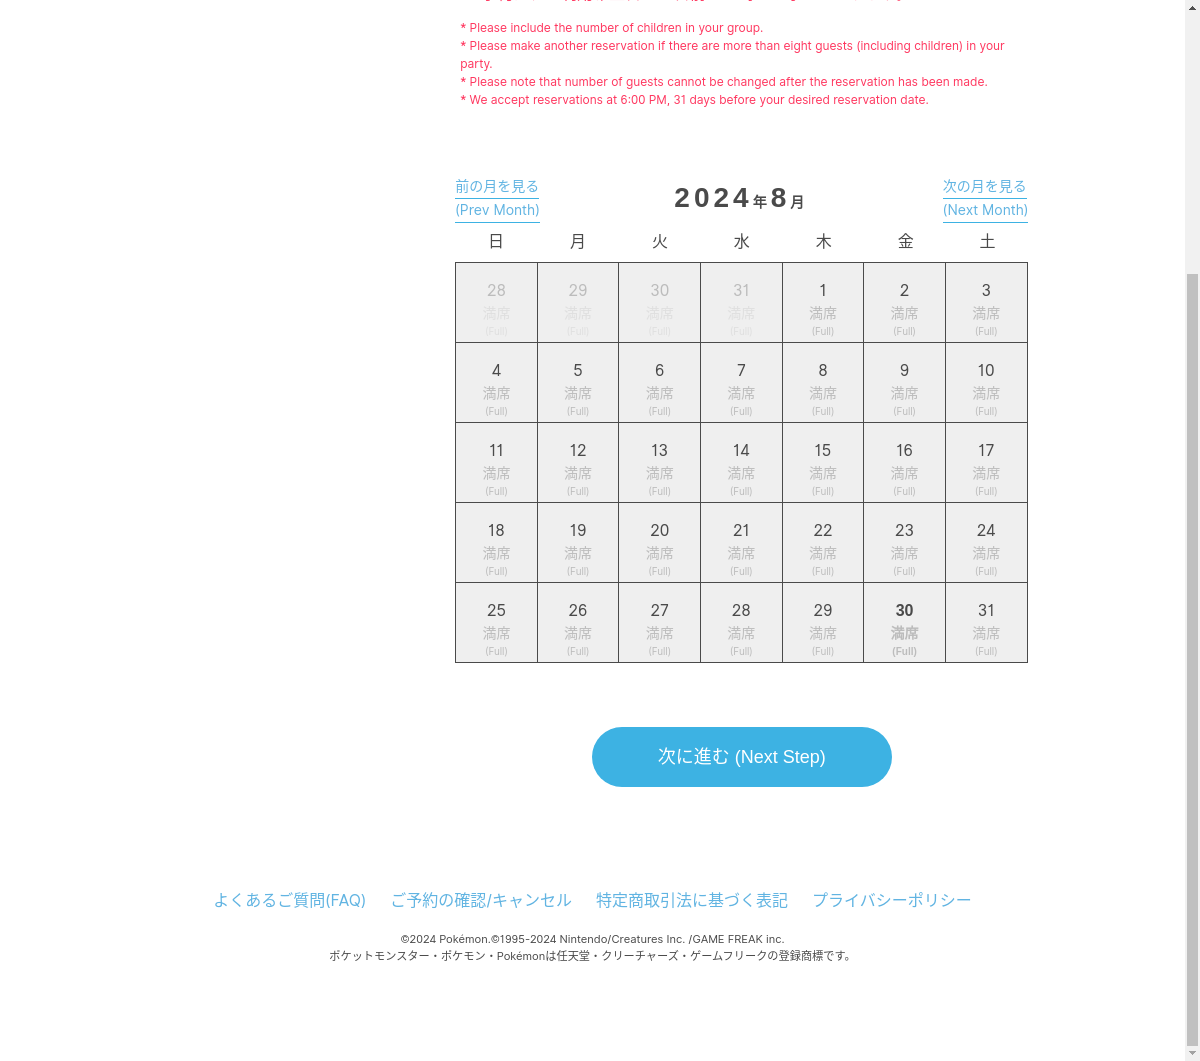 * Please include the number of children in your group.
* Please make another reservation if there are more than eight guests (including children) in your
party.
* Please note that number of guests cannot be changed after the reservation has been made.
* We accept reservations at 6:00 PM, 31 days before your desired reservation date.
前の月を見る
(Prev Month)
2024年8月
次の月を見る
(Next Month)
日 月 火 水 木 金 土
28 29 30 31 1 2 3
満席 満席 満席 満席 満席 満席 満席
(Full) (Full) (Full) (Full) (Full) (Full) (Full)
4 5 6 7 8 9 10
満席 満席 満席 満席 満席 満席 満席
(Full) (Full) (Full) (Full) (Full) (Full) (Full)
11 12 13 14 15 16 17
満席 満席 満席 満席 満席 満席 満席
(Full) (Full) (Full) (Full) (Full) (Full) (Full)
18 19 20 21 22 23 24
満席 満席 満席 満席 満席 満席 満席
(Full) (Full) (Full) (Full) (Full) (Full) (Full)
25 26 27 28 29 30 31
満席 満席 満席 満席 満席 満席 満席
(Full) (Full) (Full) (Full) (Full) (Full) (Full)
次に進む (Next Step)
よくあるご質問(FAQ) ご予約の確認/キャンセル 特定商取引法に基づく表記 プライバシーポリシー
©2024 Pokémon.©1995-2024 Nintendo/Creatures Inc. /GAME FREAK inc.
ポケットモンスター・ポケモン・Pokémonは任天堂・クリーチャーズ・ゲームフリークの登録商標です。